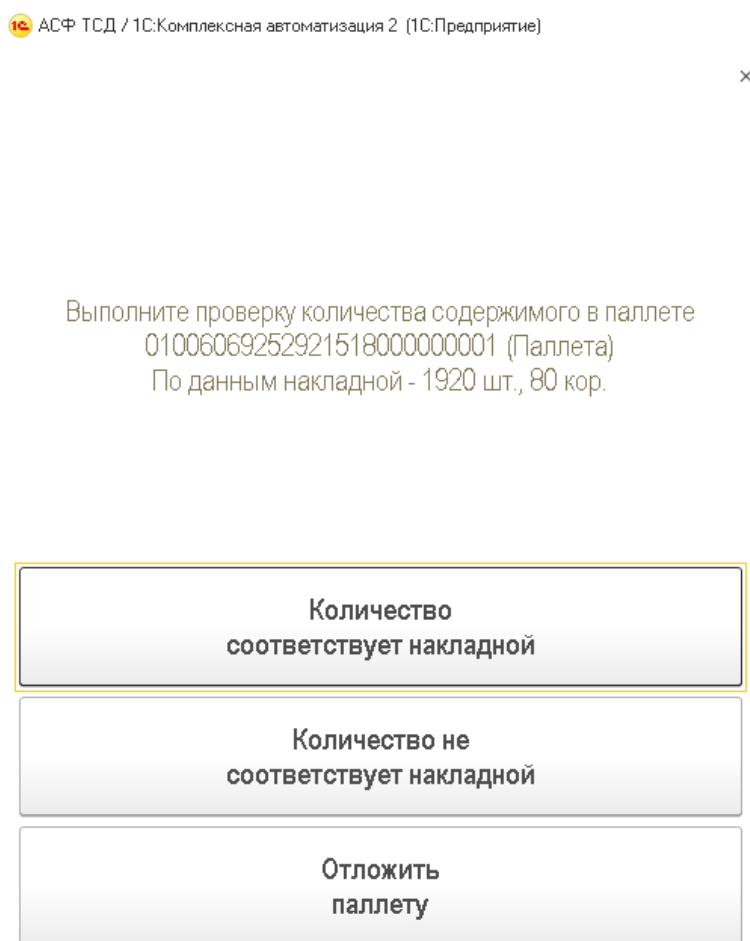 1С АСФ ТСД / 1С:Комплексная автоматизация 2 (1С:Предприятие)
Выполните проверку количества содержимого в паллете
01006069252921518000000001 (Паллета)
По данным накладной - 1920 шт., 80 кор.
Количество
соответствует накладной
Количество не
соответствует накладной
Отложить
паллету